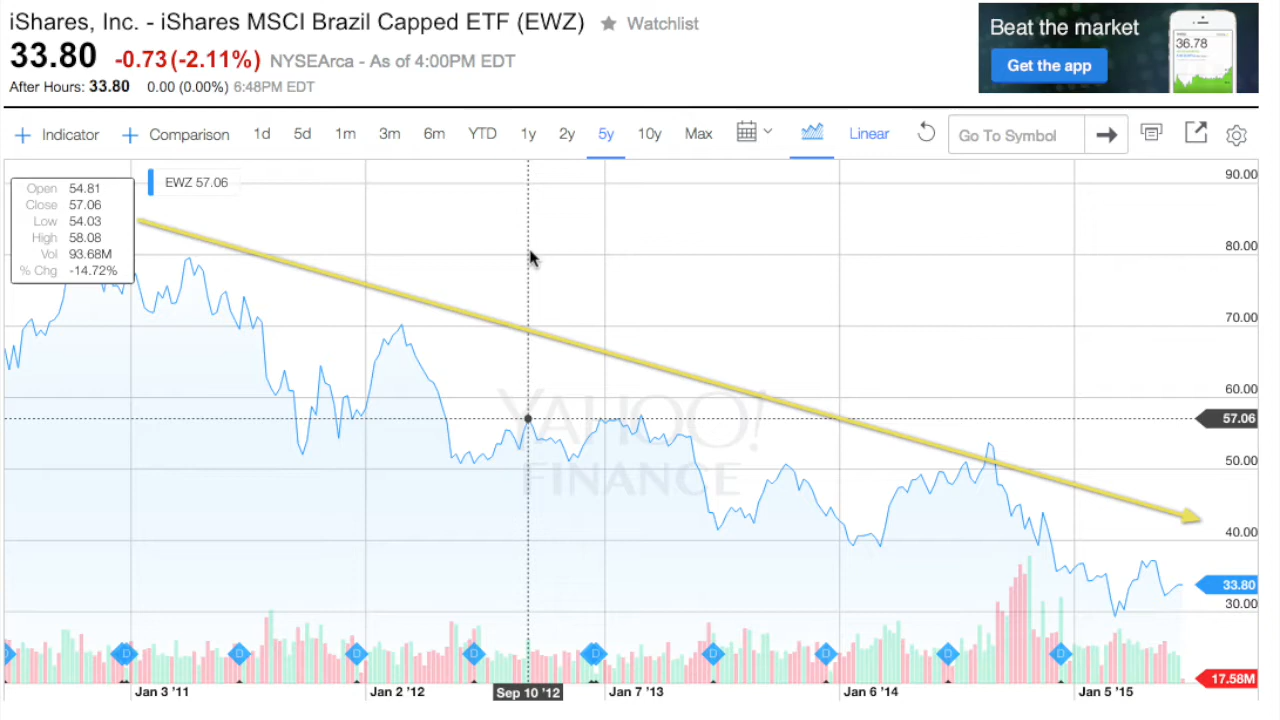 iShares, Inc. - iShares MSCI Brazil Capped ETF (EWZ) Watchlist
33.80 -0.73 (-2.11%) NYSEArca - As of 4:00PM EDT
After Hours: 33.80 0.00 (0.00%) 6:48PM EDT
Beat the market
Get the app
36.78
Indicator Comparison 1d 5d 1m 3m 6m YTD 1y 2y 5y 10y Max Linear Go To Symbol
Open 54.81
Close 57.06
Low 54.03
High 58.08
Vol 93.68M
% Chg -14.72%
EWZ 57.06
90.00
80.00
70.00
60.00
57.06
50.00
40.00
33.80
30.00
17.58M
YAHOO!
FINANCE
D D D D D D D D D
Jan 3 '11 Jan 2 '12 Sep 10 '12 Jan 7 '13 Jan 6 '14 Jan 5 '15